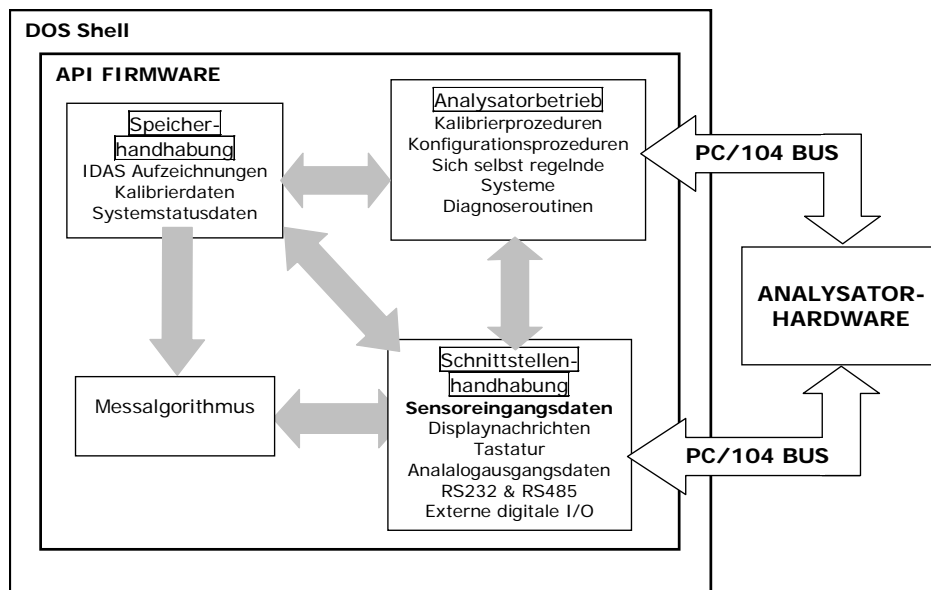 DOS Shell
API FIRMWARE
Speicher-
handhabung
IDAS Aufzeichnungen
Kalibrierdaten
Systemstatusdaten
Analysatorbetrieb
Kalibrierprozeduren
Konfigurationsprozeduren
Sich selbst regelnde
Systeme
Diagnoseroutinen
PC/104 BUS
ANALYSATOR-
HARDWARE
Messalgorithmus
Schnittstellen-
handhabung
Sensoreingangsdaten
Displaynachrichten
Tastatur
Analalogausgangsdaten
RS232 & RS485
Externe digitale I/O
PC/104 BUS